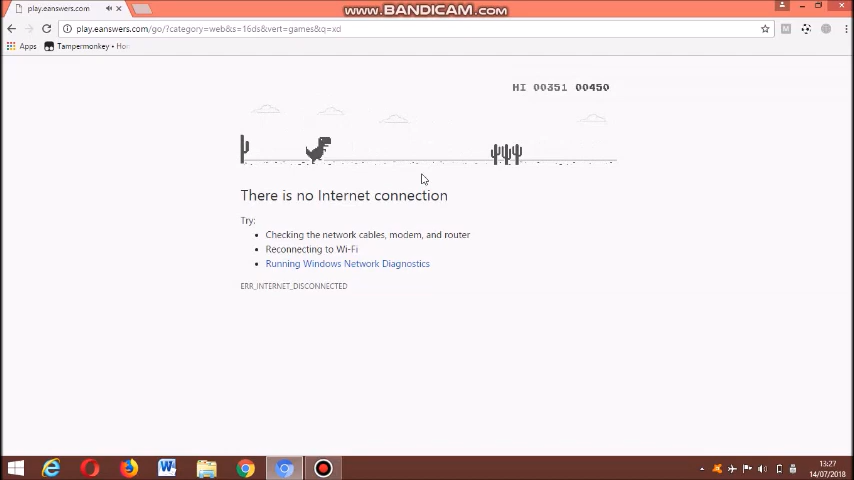 www.BANDICAM.com
play.eanswers.com
play.eanswers.com/go/?category=web&s=16ds&vert=games&q=xd
Apps Tampermonkey • Hor
HI 00351 00450
There is no Internet connection
Try:
• Checking the network cables, modem, and router
• Reconnecting to Wi-Fi
• Running Windows Network Diagnostics
ERR_INTERNET_DISCONNECTED
13:27
14/07/2018